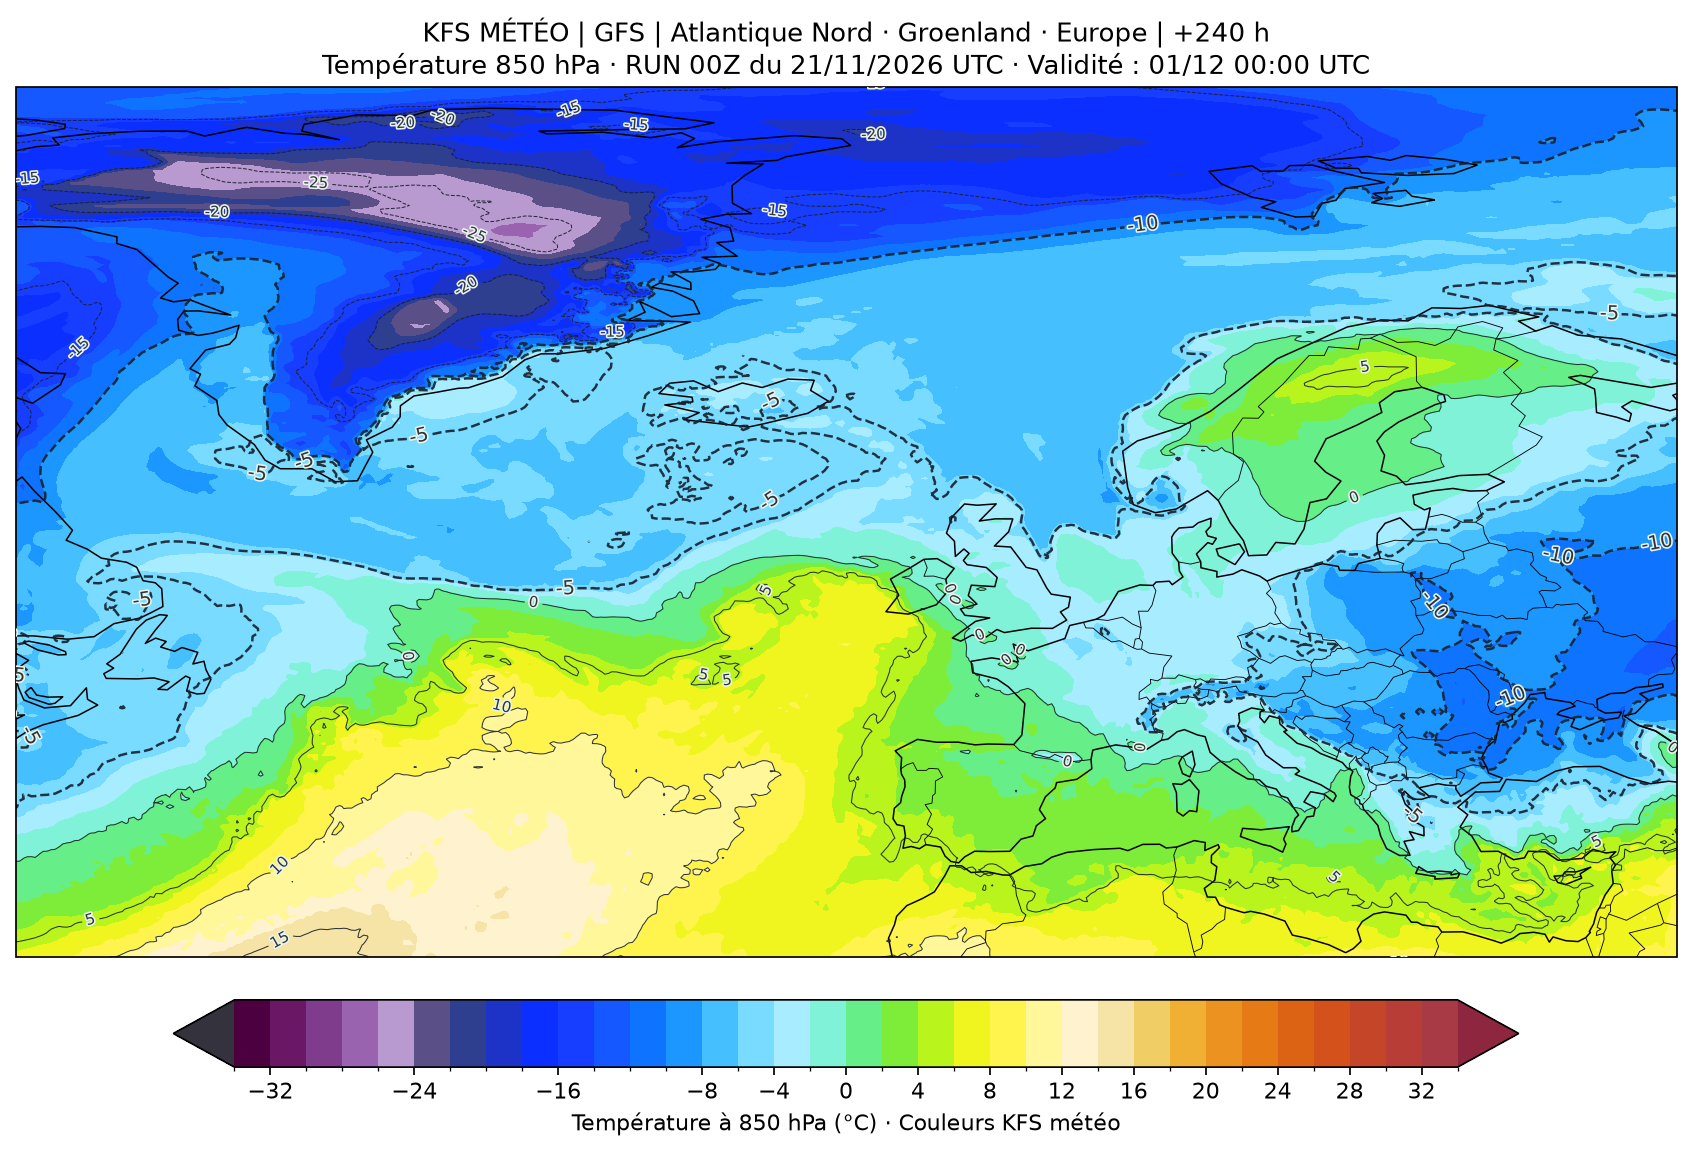 KFS MÉTÉO | GFS | Atlantique Nord · Groenland · Europe | +240 h
Température 850 hPa · RUN 00Z du 21/11/2026 UTC · Validité : 01/12 00:00 UTC
-15 -20 -20 -15 -20
-15 -25 -20 -15 -10
-25 -20 -15 -5
-15 5
-5 -5
-5 -5 -5 0
-10 -10
-5 0 -5 5 0 0 -10
0 0 0 0
5 5 5 10 -10
-5 0 0 0
10 -5 5
5 5
15
−32 −24 −16 −8 −4 0 4 8 12 16 20 24 28 32
Température à 850 hPa (°C) · Couleurs KFS météo